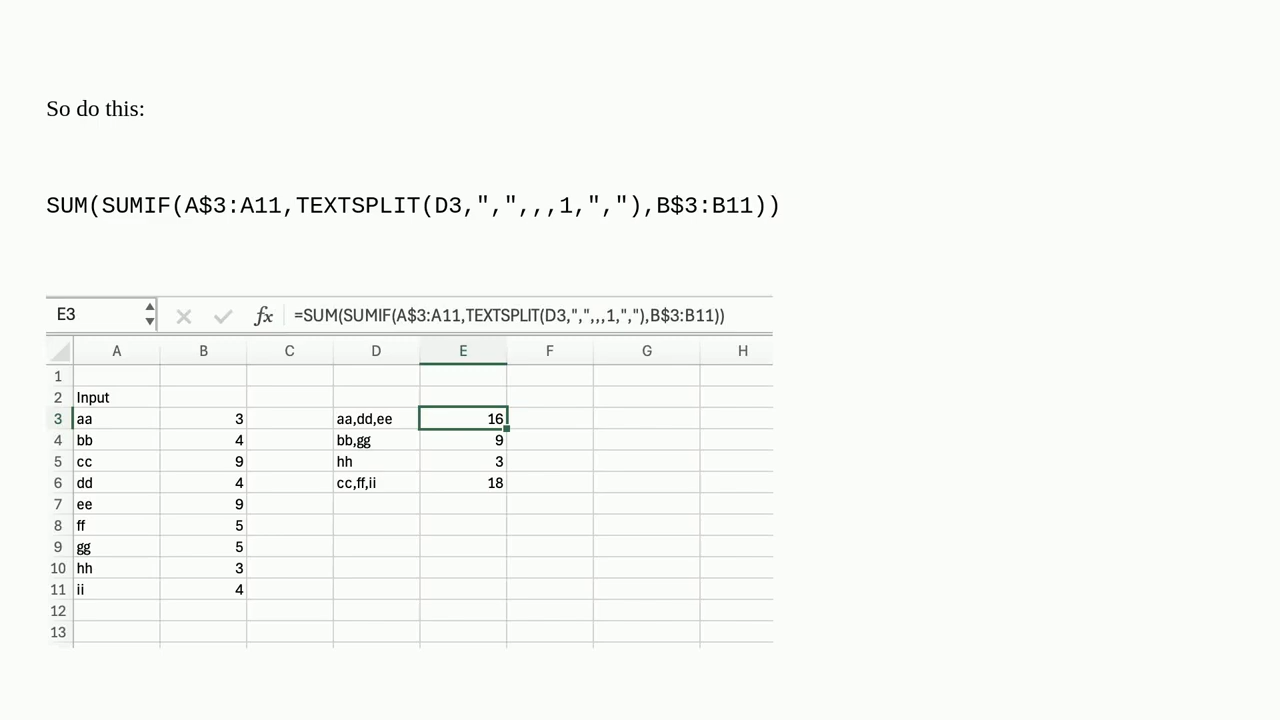 So do this:
SUM(SUMIF(A$3:A11,TEXTSPLIT(D3,",",,,1,","),B$3:B11))
E3 fx =SUM(SUMIF(A$3:A11,TEXTSPLIT(D3,",",,,1,","),B$3:B11))
A B C D E F G H
1
2 Input
3 aa 3 aa,dd,ee 16
4 bb 4 bb,gg 9
5 cc 9 hh 3
6 dd 4 cc,ff,ii 18
7 ee 9
8 ff 5
9 gg 5
10 hh 3
11 ii 4
12
13